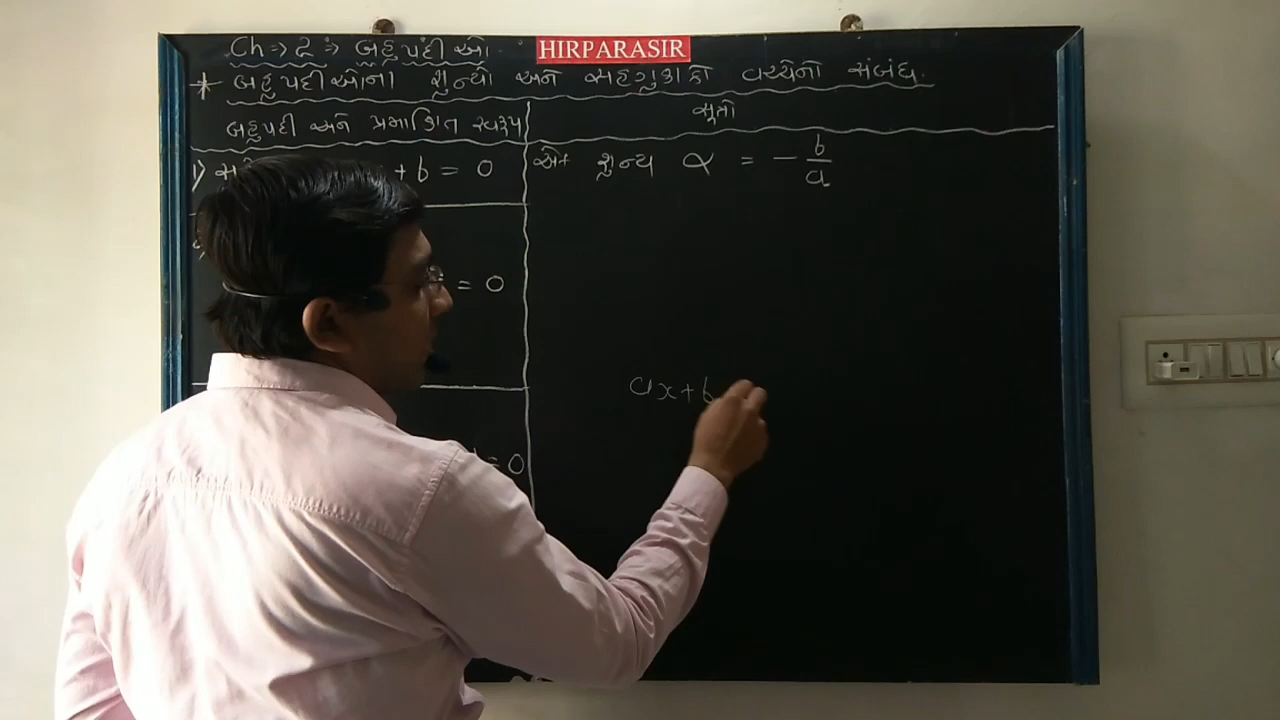 Ch⇒2⇒ બહુપદીઓ
HIRPARASIR
* બહુપદીઓના શૂન્યો અને સહગુણકો વચ્ચેનો સંબંધ.
બહુપદી અને પ્રમાણિત સ્વરૂપ
સૂત્રો
1) + b = 0
એક શૂન્ય α = - b/a
= 0
ax + b
= 0